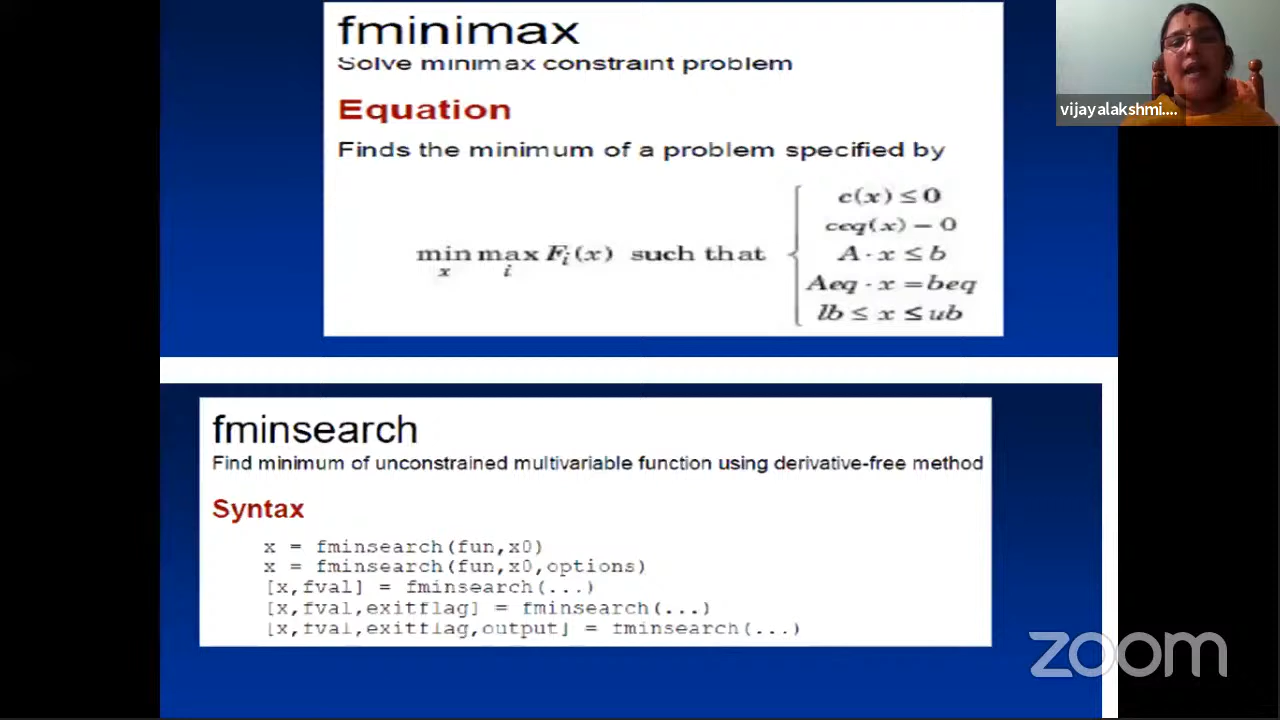 fminimax
Solve minimax constraint problem
Equation
Finds the minimum of a problem specified by
min max Fi(x) such that
x i
c(x) ≤ 0
ceq(x) – 0
A · x ≤ b
Aeq · x = beq
lb ≤ x ≤ ub
vijayalakshmi....
fminsearch
Find minimum of unconstrained multivariable function using derivative-free method
Syntax
x = fminsearch(fun,x0)
x = fminsearch(fun,x0,options)
[x,fval] = fminsearch(...)
[x,fval,exitflag] = fminsearch(...)
[x,fval,exitflag,output] = fminsearch(...)
zoom